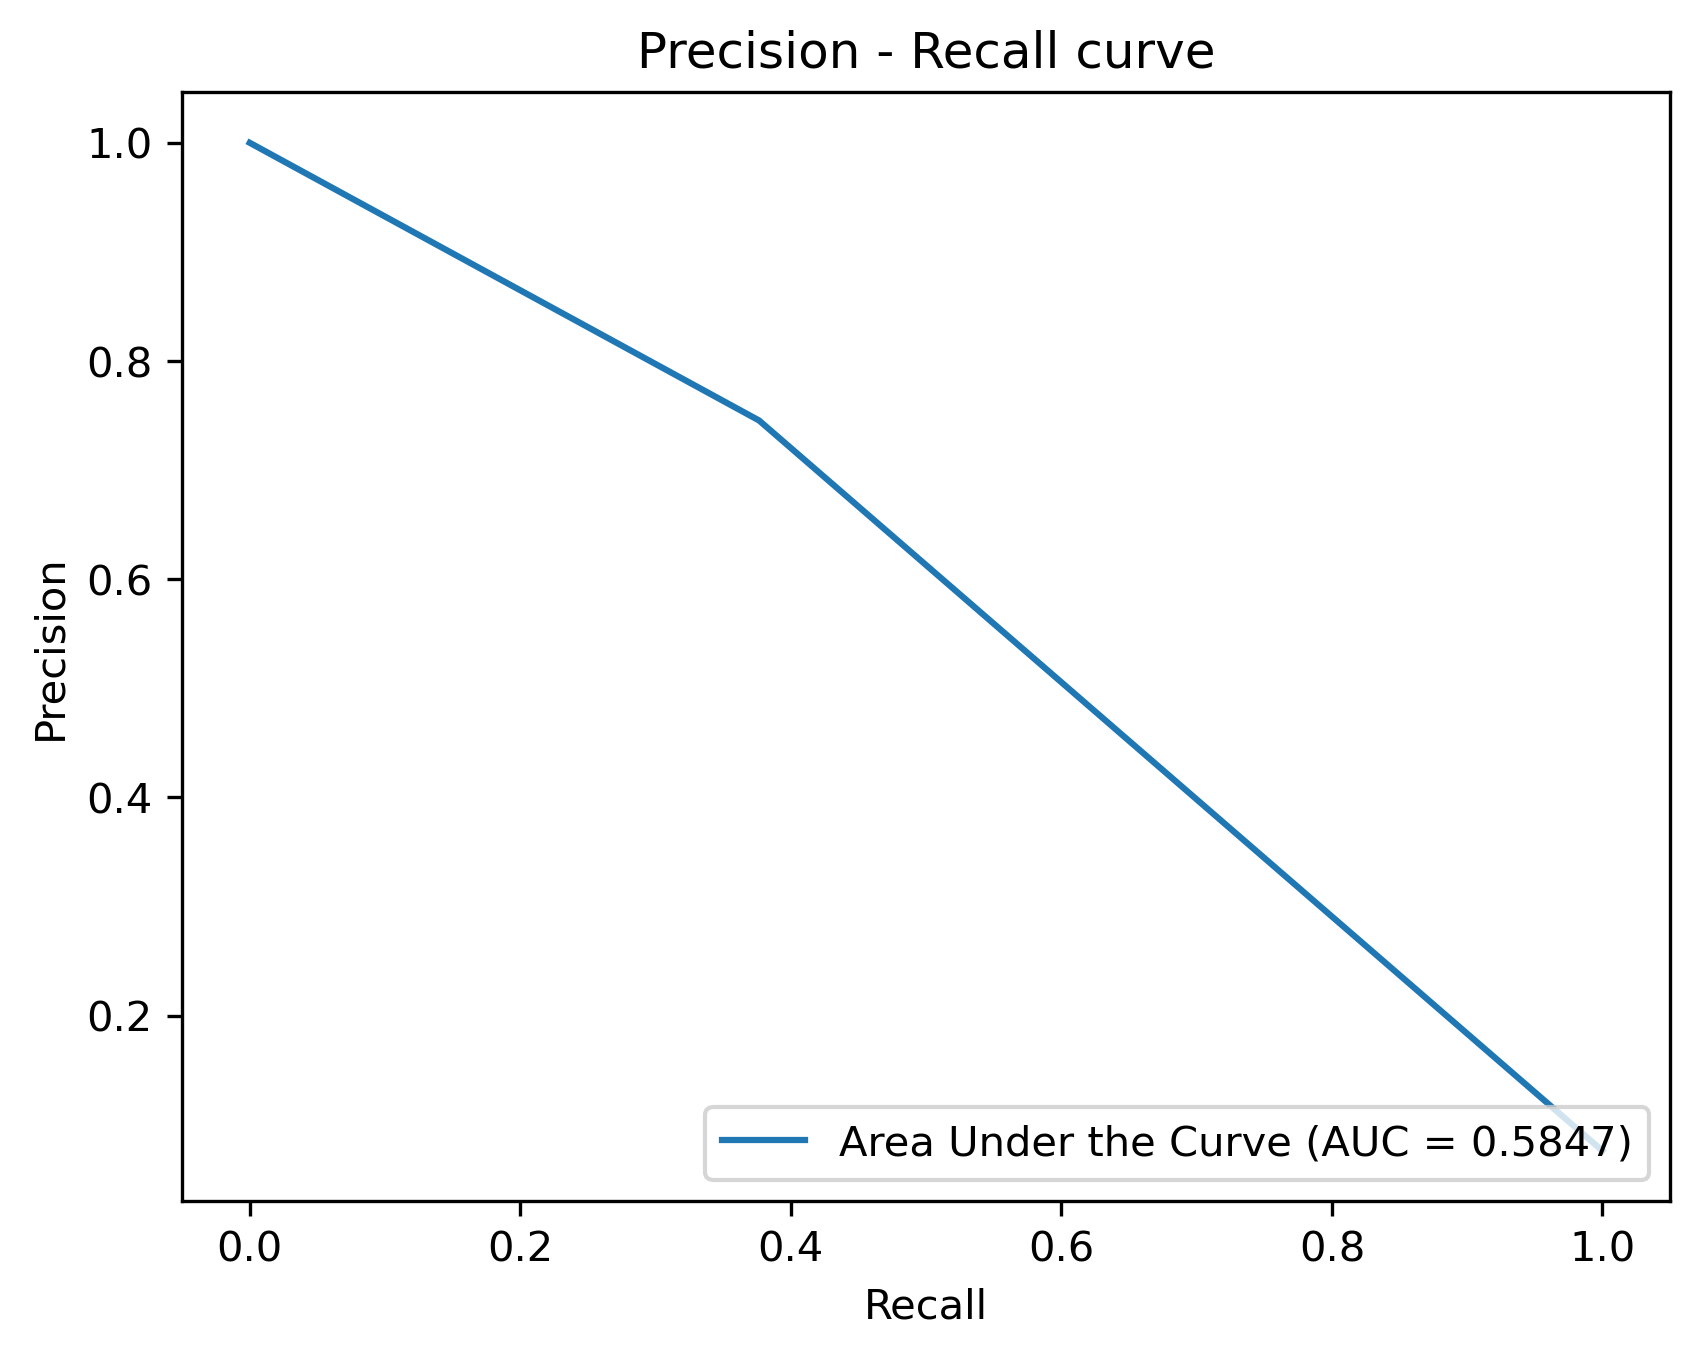 Precision - Recall curve
1.0
0.8
0.6
0.4
0.2
Precision
Area Under the Curve (AUC = 0.5847)
0.0 0.2 0.4 0.6 0.8 1.0
Recall